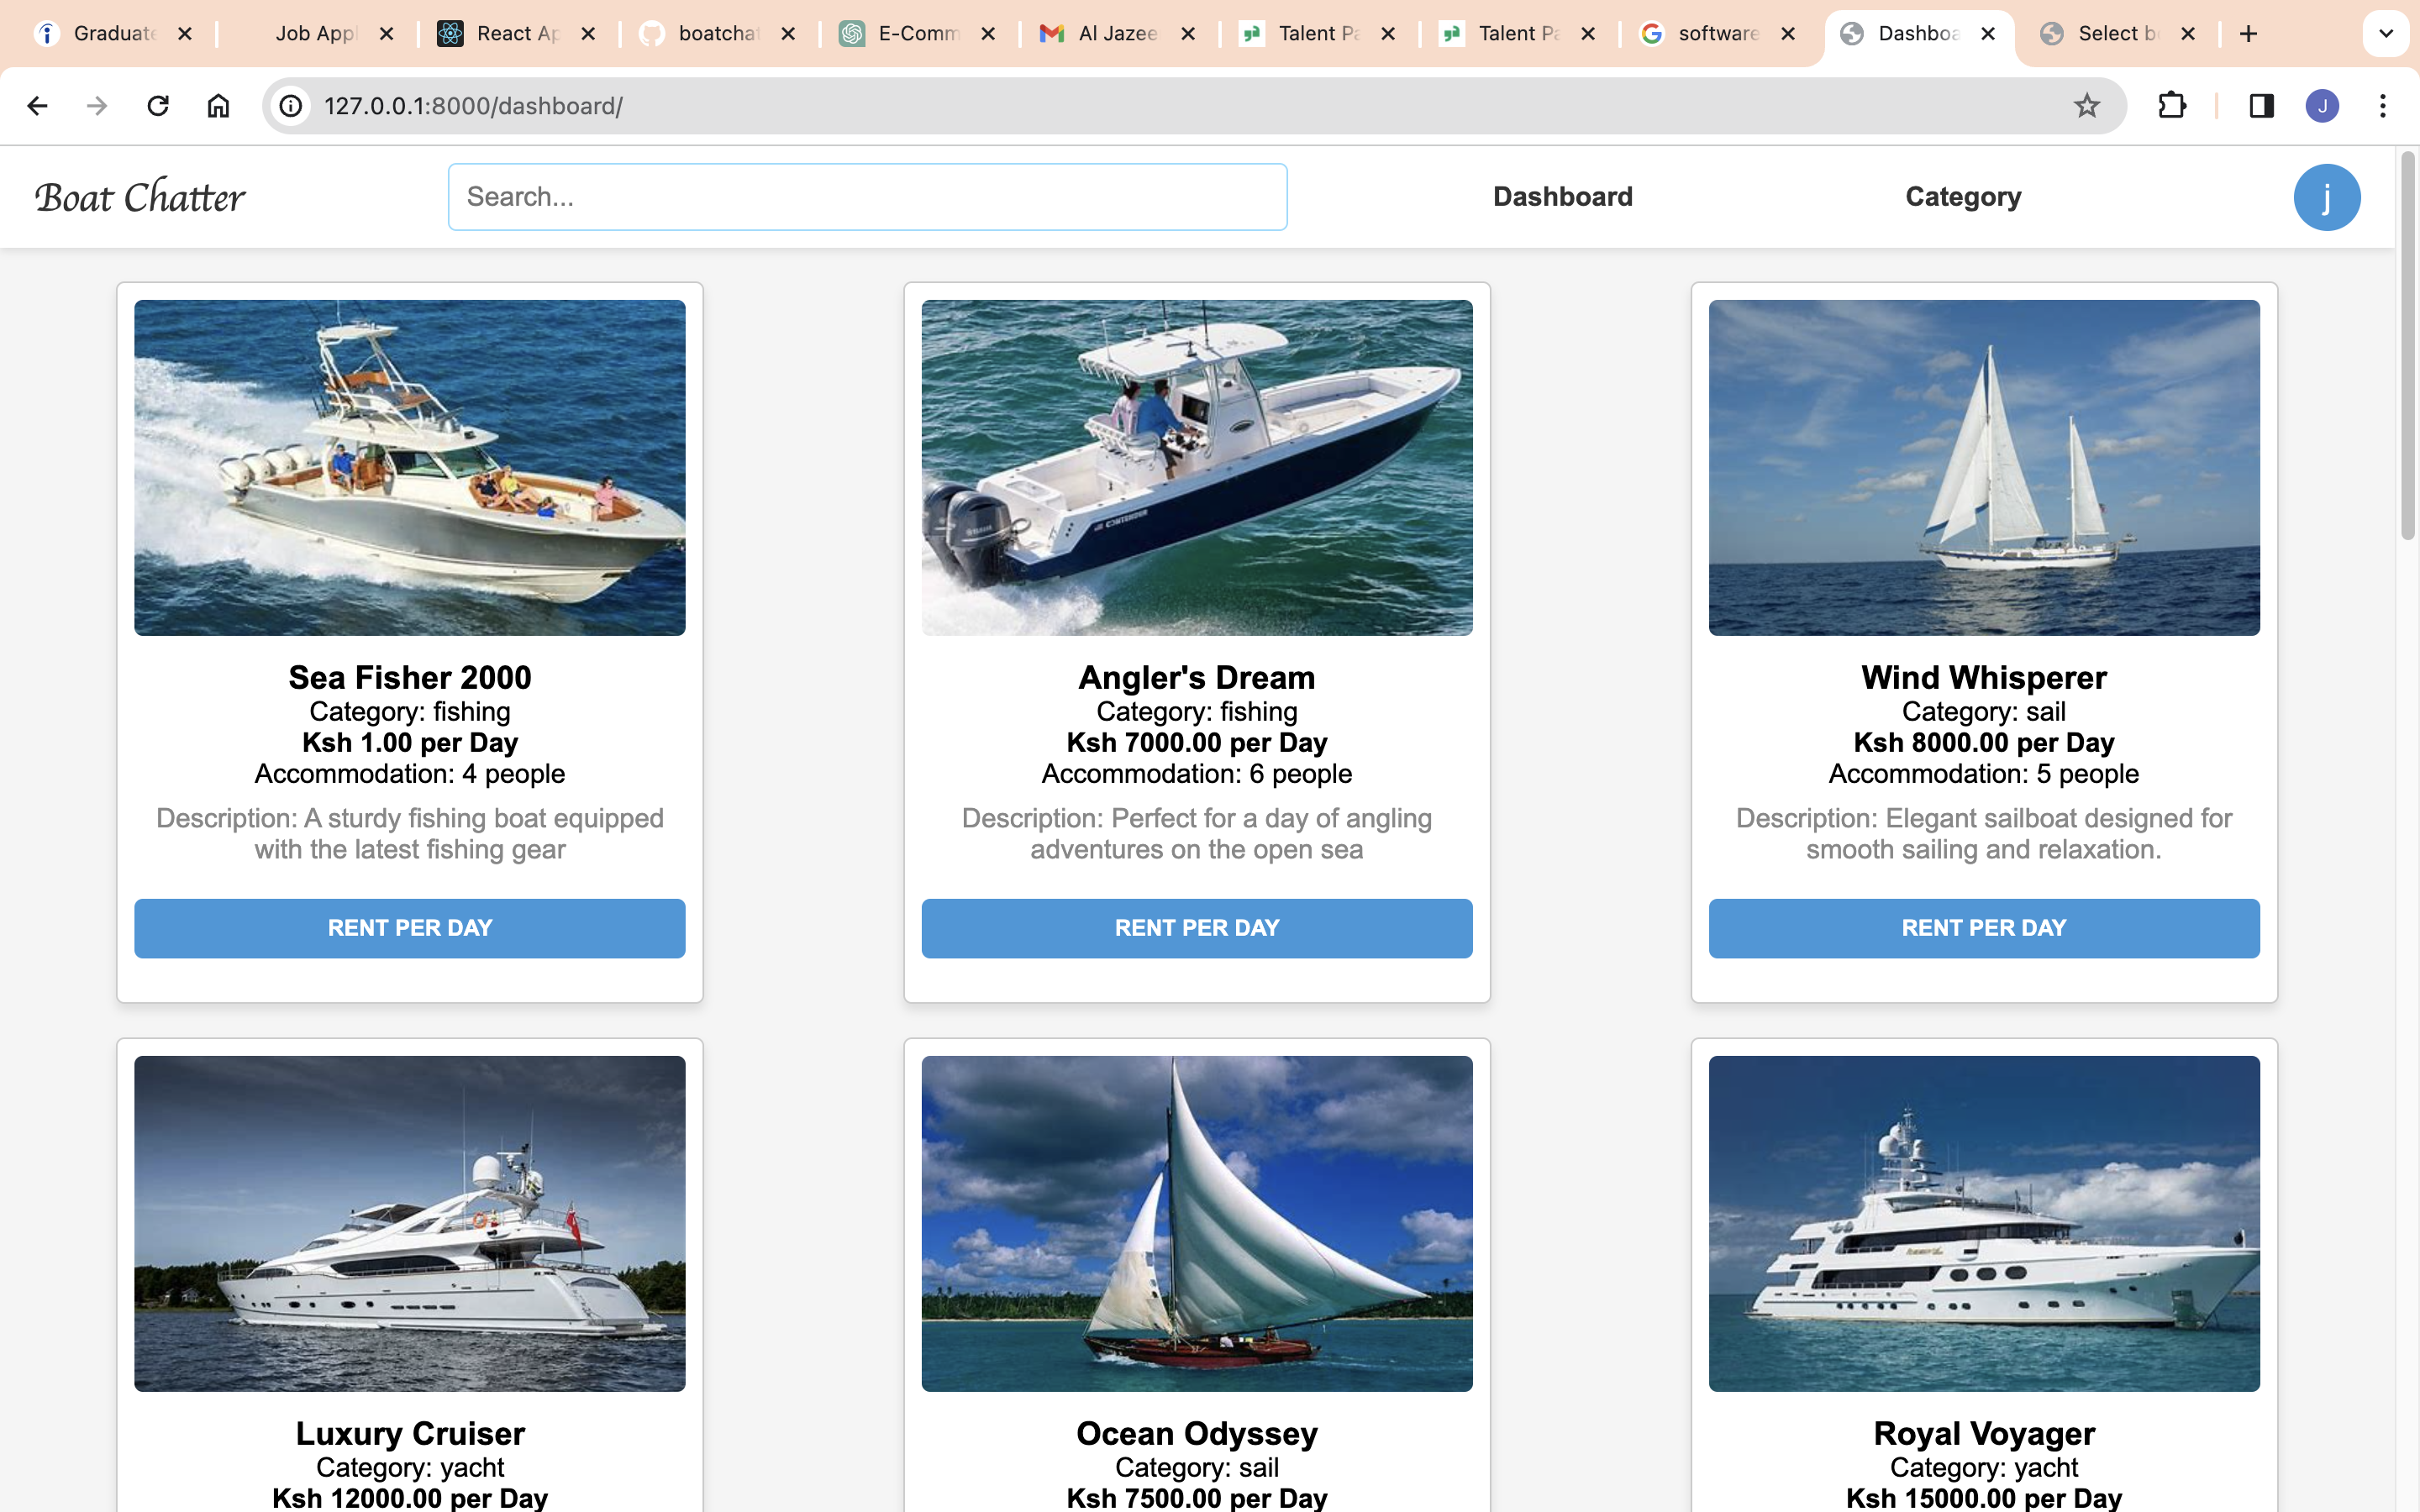 Graduate
Job Appl
React Ap
boatchat
E-Comm
Al Jazee
Talent Pa
Talent Pa
software
Dashboa
Select b
127.0.0.1:8000/dashboard/
J
Boat Chatter
Search...
Dashboard
Category
j
CONTENDER
YAMAHA
Sea Fisher 2000
Category: fishing
Ksh 1.00 per Day
Accommodation: 4 people
Description: A sturdy fishing boat equipped
with the latest fishing gear
RENT PER DAY
Angler's Dream
Category: fishing
Ksh 7000.00 per Day
Accommodation: 6 people
Description: Perfect for a day of angling
adventures on the open sea
RENT PER DAY
Wind Whisperer
Category: sail
Ksh 8000.00 per Day
Accommodation: 5 people
Description: Elegant sailboat designed for
smooth sailing and relaxation.
RENT PER DAY
Luxury Cruiser
Category: yacht
Ksh 12000.00 per Day
Ocean Odyssey
Category: sail
Ksh 7500.00 per Day
Royal Voyager
Category: yacht
Ksh 15000.00 per Day